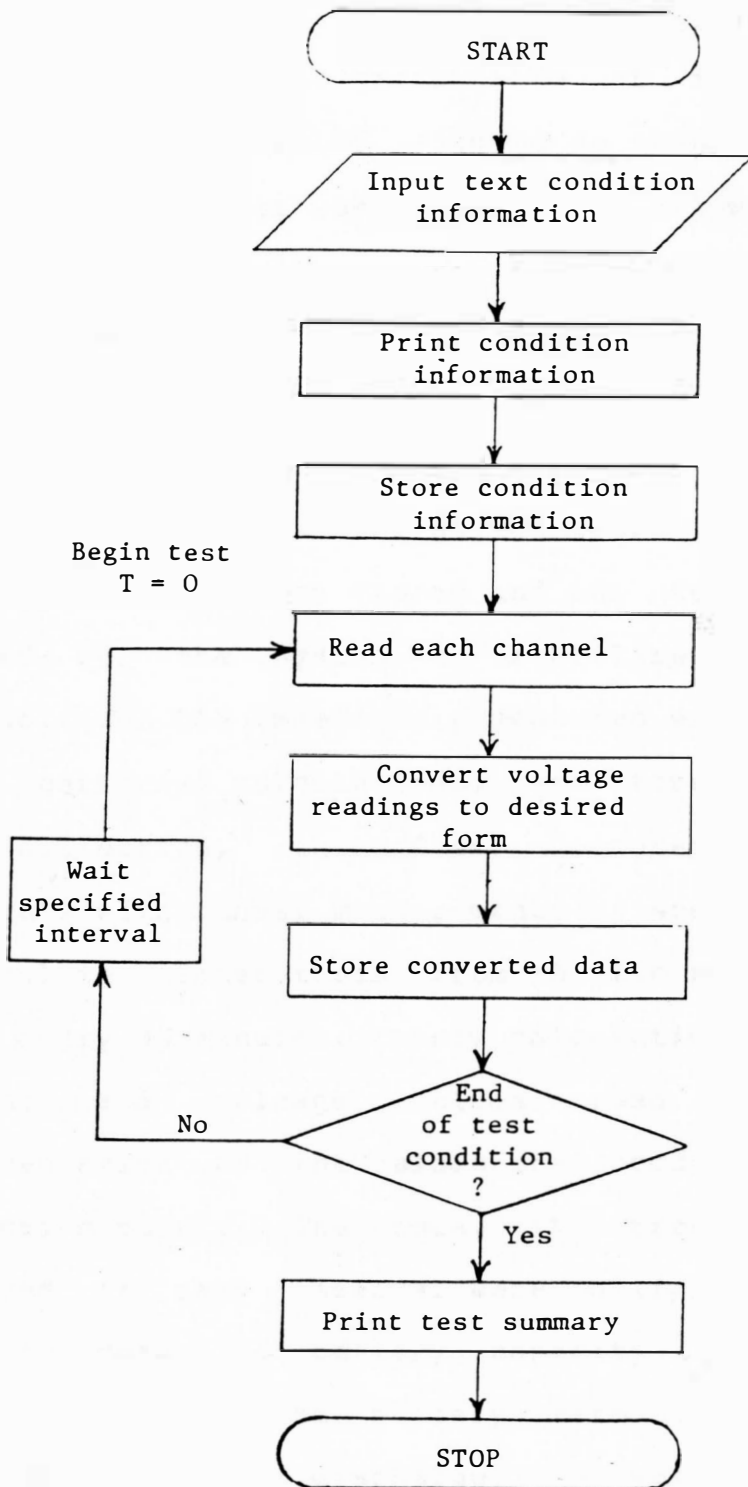 START
Input text condition
information
Print condition
information
Store condition
information
Begin test
T = 0
Read each channel
Convert voltage
readings to desired
form
Wait
specified
interval
Store converted data
End
of test
condition
?
No
Yes
Print test summary
STOP